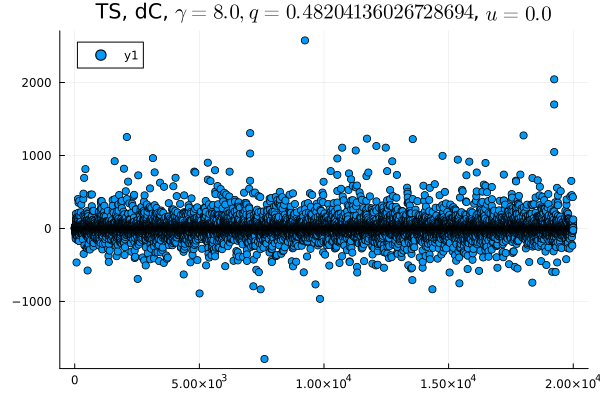 TS, dC, γ = 8.0, q = 0.48204136026728694, u = 0.0
y1
2000
1000
0
−1000
0 5.00×10³ 1.00×10⁴ 1.50×10⁴ 2.00×10⁴